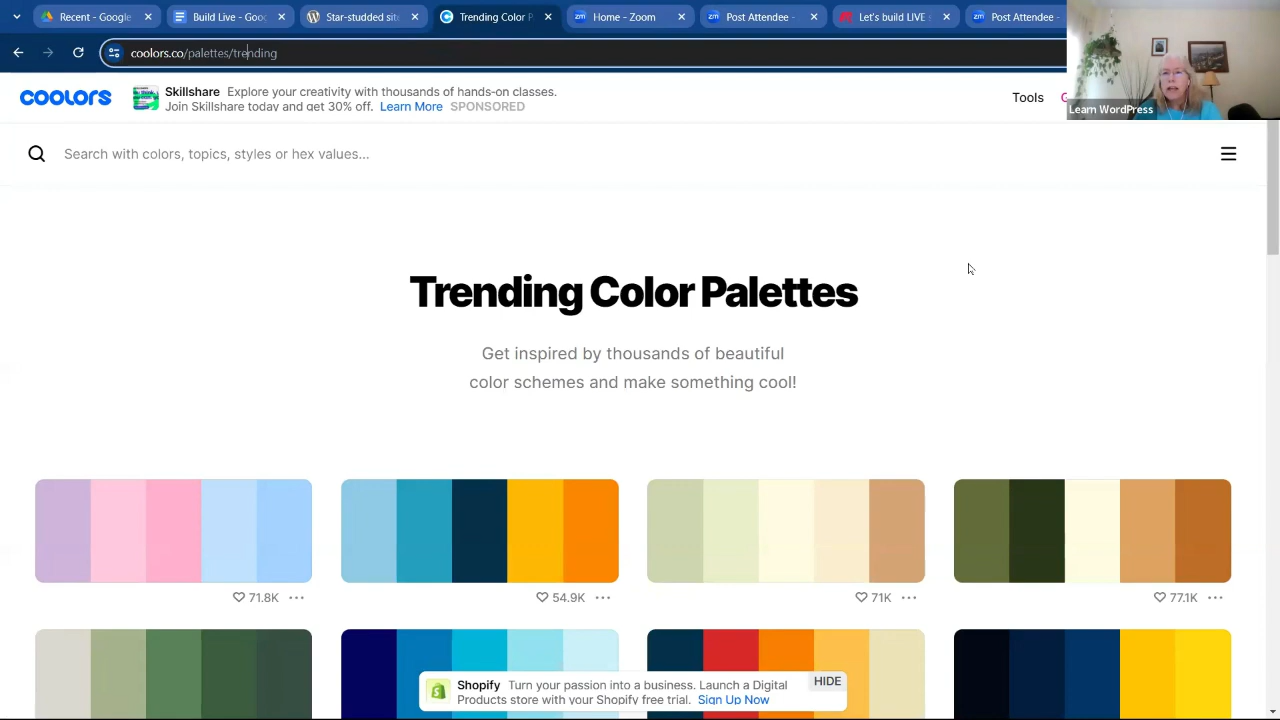 Recent - Google
Build Live - Goo
Star-studded site
Trending Color P
Home - Zoom
Post Attendee -
Let's build LIVE
Post Attendee -
coolors.co/palettes/trending
coolors
Skillshare Explore your creativity with thousands of hands-on classes.
Join Skillshare today and get 30% off. Learn More SPONSORED
Tools
G
Learn WordPress
Search with colors, topics, styles or hex values...
Trending Color Palettes
Get inspired by thousands of beautiful
color schemes and make something cool!
71.8K
54.9K
71K
77.1K
Shopify Turn your passion into a business. Launch a Digital
Products store with your Shopify free trial. Sign Up Now
HIDE